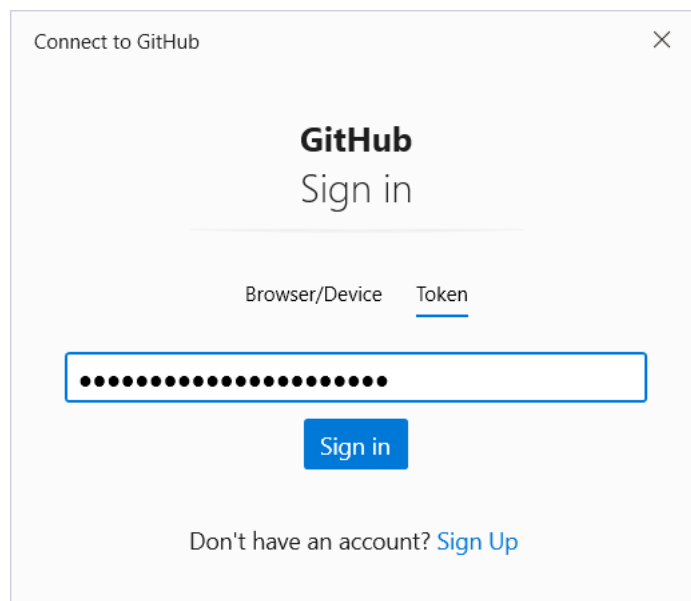 Connect to GitHub
GitHub
Sign in
Browser/Device Token
●●●●●●●●●●●●●●●●●●●●●●
Sign in
Don't have an account? Sign Up